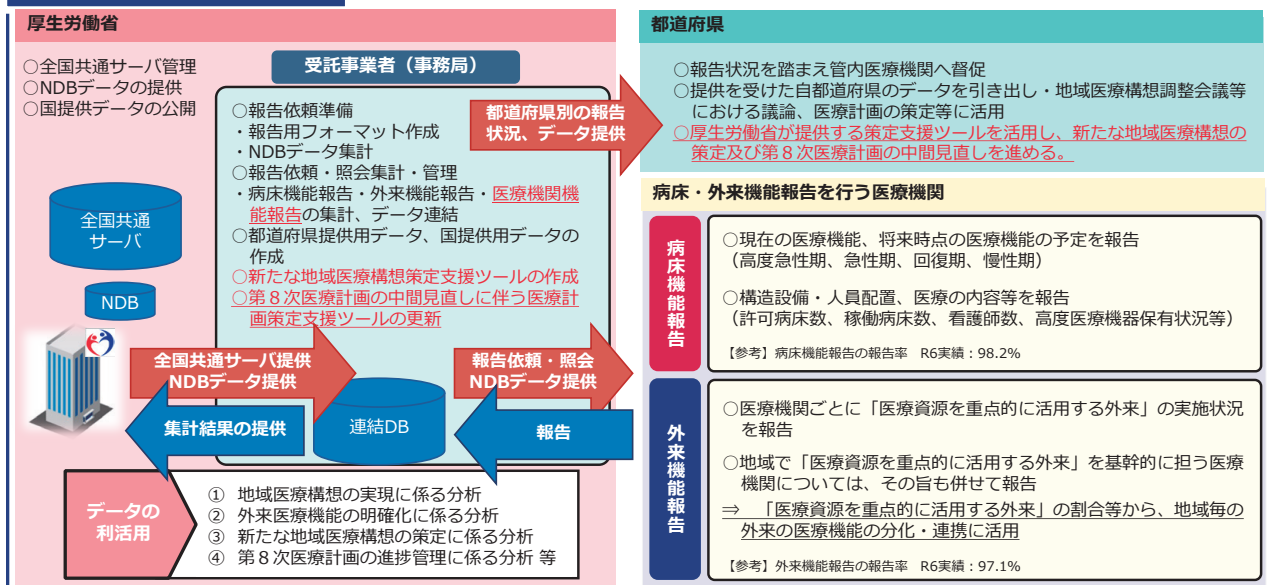 厚生労働省
○全国共通サーバ管理
○NDBデータの提供
○国提供データの公開
全国共通
サーバ
NDB
受託事業者（事務局）
○報告依頼準備
・報告用フォーマット作成
・NDBデータ集計
○報告依頼・照会集計・管理
・病床機能報告・外来機能報告・医療機関機
能報告の集計、データ連結
○都道府県提供用データ、国提供用データの
作成
○新たな地域医療構想策定支援ツールの作成
○第８次医療計画の中間見直しに伴う医療計
画策定支援ツールの更新
都道府県別の報告
状況、データ提供
全国共通サーバ提供
NDBデータ提供
集計結果の提供
連結DB
報告依頼・照会
NDBデータ提供
報告
データの
利活用
① 地域医療構想の実現に係る分析
② 外来医療機能の明確化に係る分析
③ 新たな地域医療構想の策定に係る分析
④ 第８次医療計画の進捗管理に係る分析 等
都道府県
○報告状況を踏まえ管内医療機関へ督促
○提供を受けた自都道府県のデータを引き出し・地域医療構想調整会議等
における議論、医療計画の策定等に活用
○厚生労働省が提供する策定支援ツールを活用し、新たな地域医療構想の
策定及び第８次医療計画の中間見直しを進める。
病床・外来機能報告を行う医療機関
病床機能報告
○現在の医療機能、将来時点の医療機能の予定を報告
（高度急性期、急性期、回復期、慢性期）
○構造設備・人員配置、医療の内容等を報告
（許可病床数、稼働病床数、看護師数、高度医療機器保有状況等）
【参考】病床機能報告の報告率 R6実績：98.2%
外来機能報告
○医療機関ごとに「医療資源を重点的に活用する外来」の実施状況
を報告
○地域で「医療資源を重点的に活用する外来」を基幹的に担う医療
機関については、その旨も併せて報告
⇒ 「医療資源を重点的に活用する外来」の割合等から、地域毎の
外来の医療機能の分化・連携に活用
【参考】外来機能報告の報告率 R6実績：97.1%